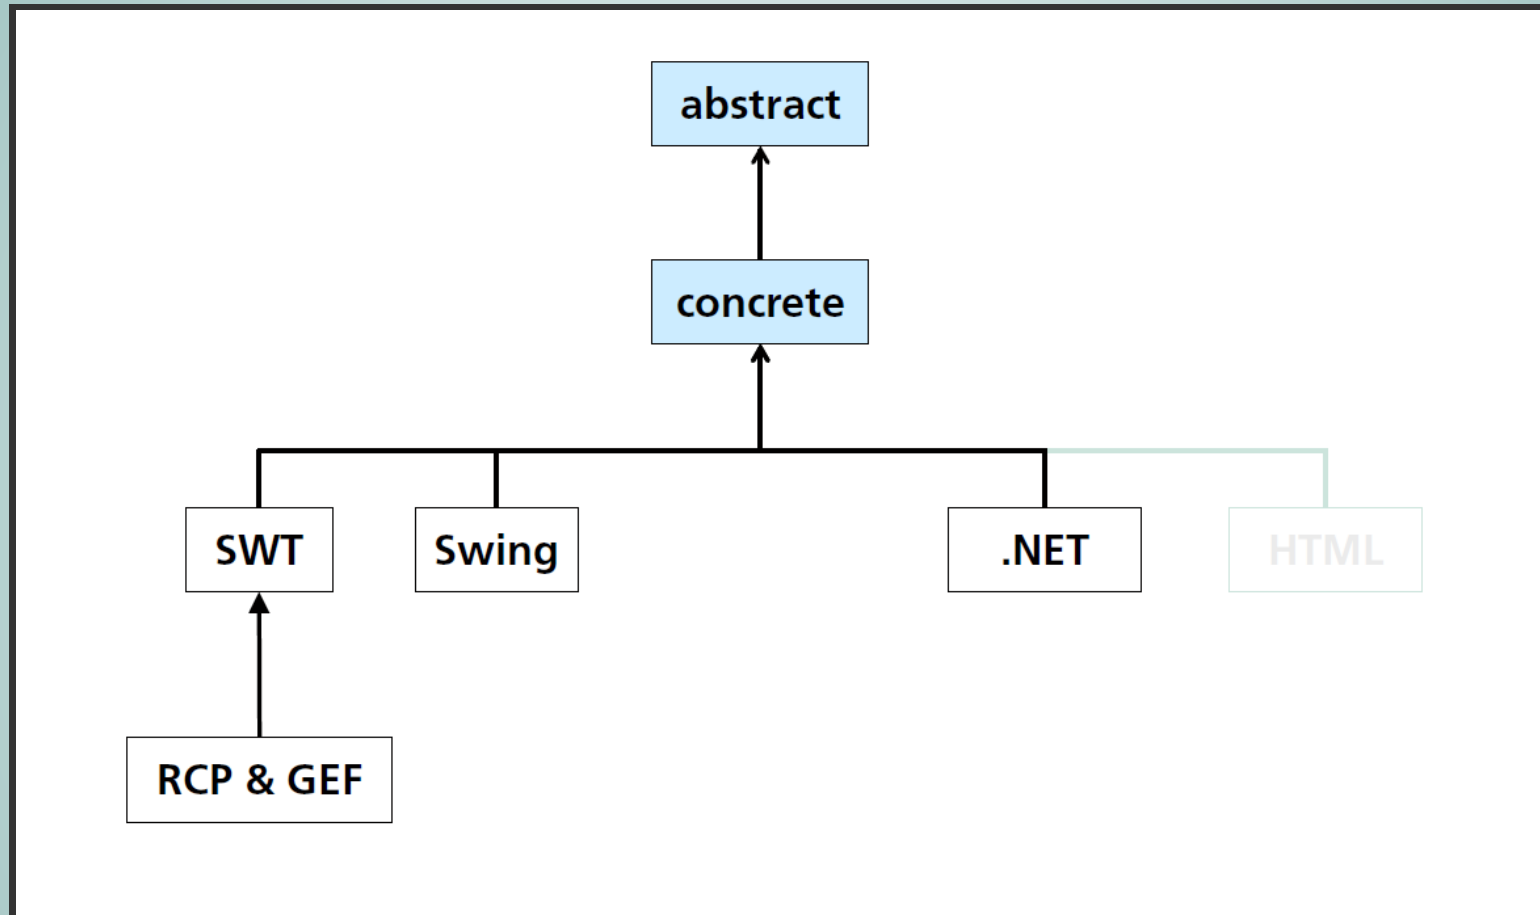 abstract
concrete
SWT
Swing
.NET
HTML
RCP & GEF